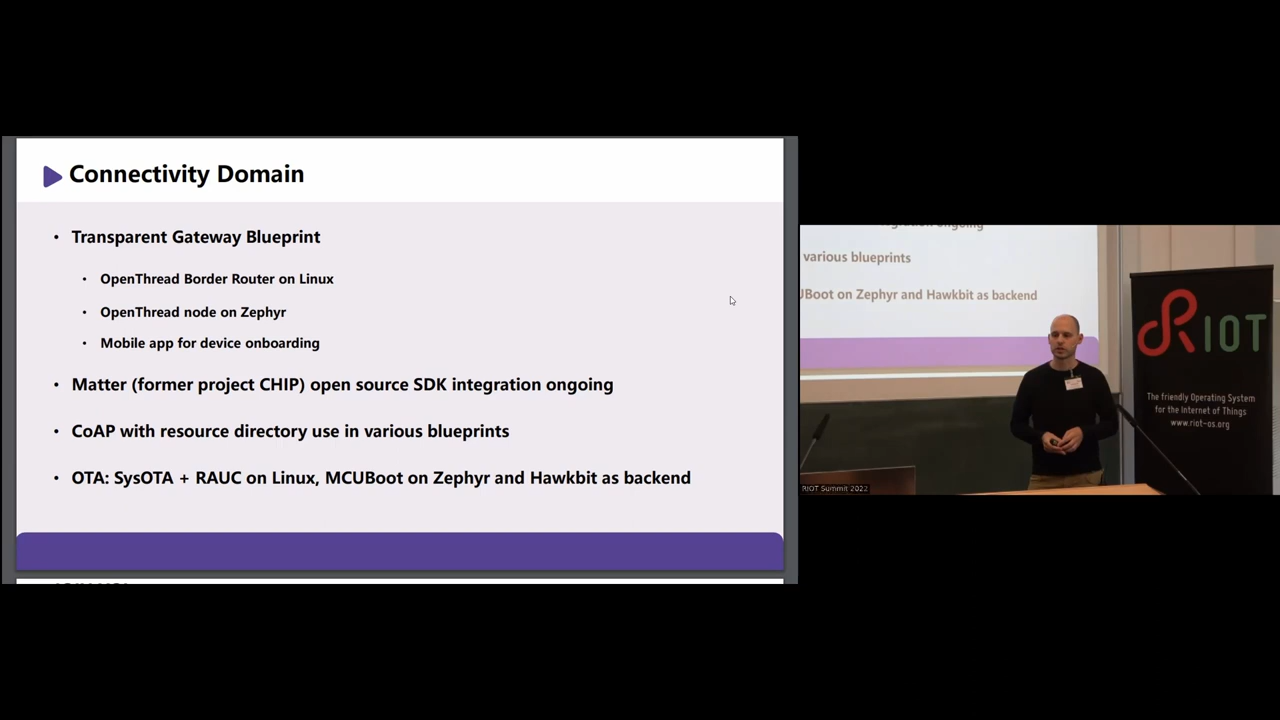 Connectivity Domain
• Transparent Gateway Blueprint
• OpenThread Border Router on Linux
• OpenThread node on Zephyr
• Mobile app for device onboarding
• Matter (former project CHIP) open source SDK integration ongoing
• CoAP with resource directory use in various blueprints
• OTA: SysOTA + RAUC on Linux, MCUBoot on Zephyr and Hawkbit as backend
ongoing
various blueprints
Boot on Zephyr and Hawkbit as backend
RIOT
The friendly Operating System
for the Internet of Things
www.riot-os.org
RIOT Summit 2022